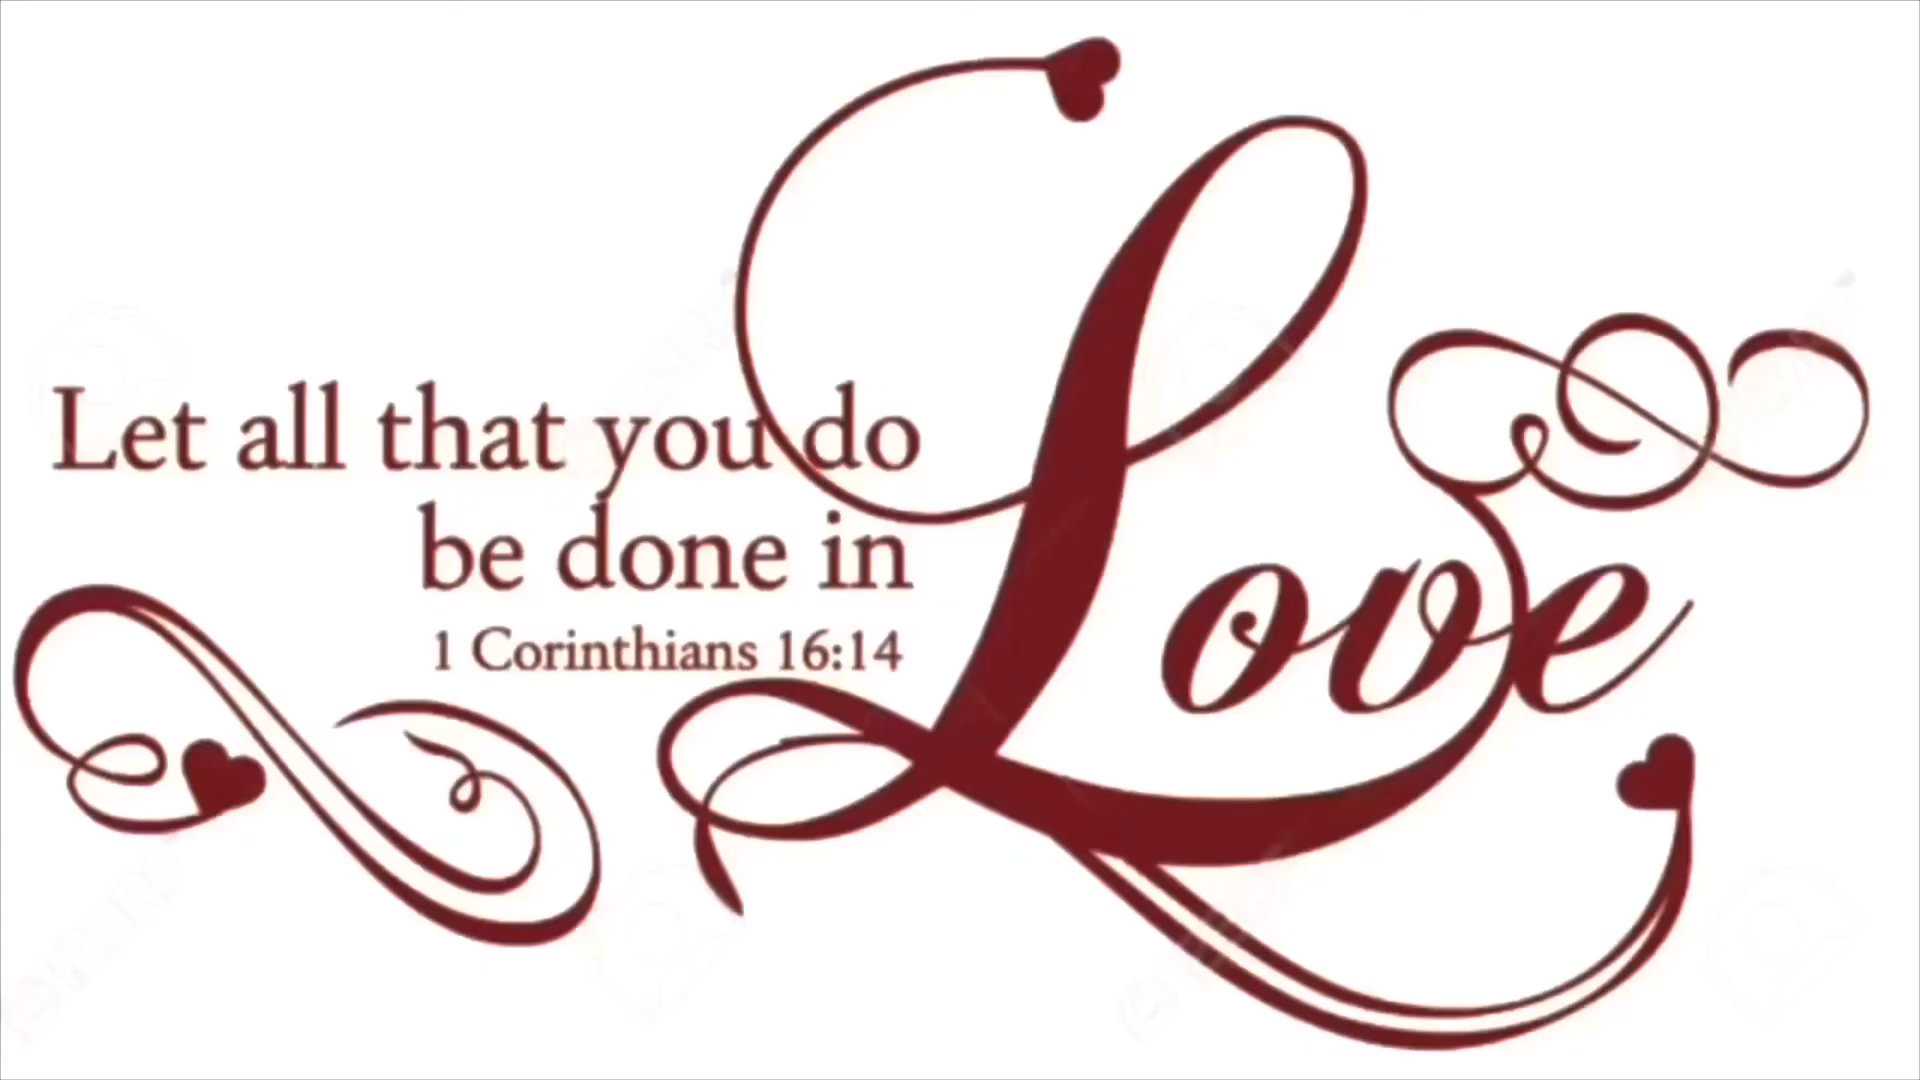 Let all that you do
be done in
Love
1 Corinthians 16:14